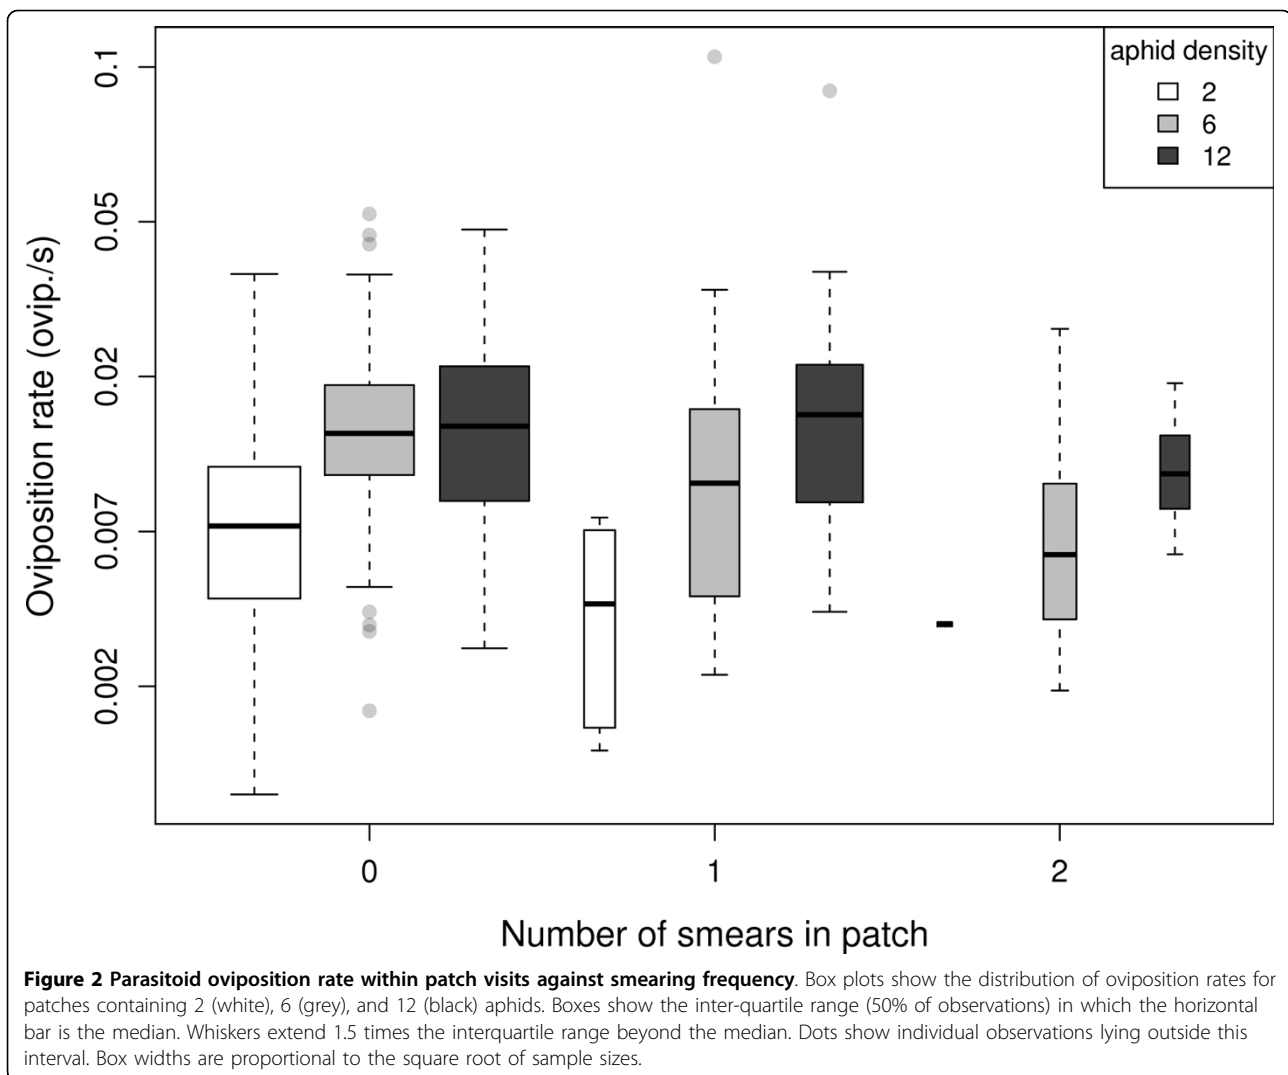 aphid density
2
6
12
0.1
0.05
0.02
0.007
0.002
Oviposition rate (ovip./s)
0
1
2
Number of smears in patch
Figure 2 Parasitoid oviposition rate within patch visits against smearing frequency. Box plots show the distribution of oviposition rates for
patches containing 2 (white), 6 (grey), and 12 (black) aphids. Boxes show the inter-quartile range (50% of observations) in which the horizontal
bar is the median. Whiskers extend 1.5 times the interquartile range beyond the median. Dots show individual observations lying outside this
interval. Box widths are proportional to the square root of sample sizes.